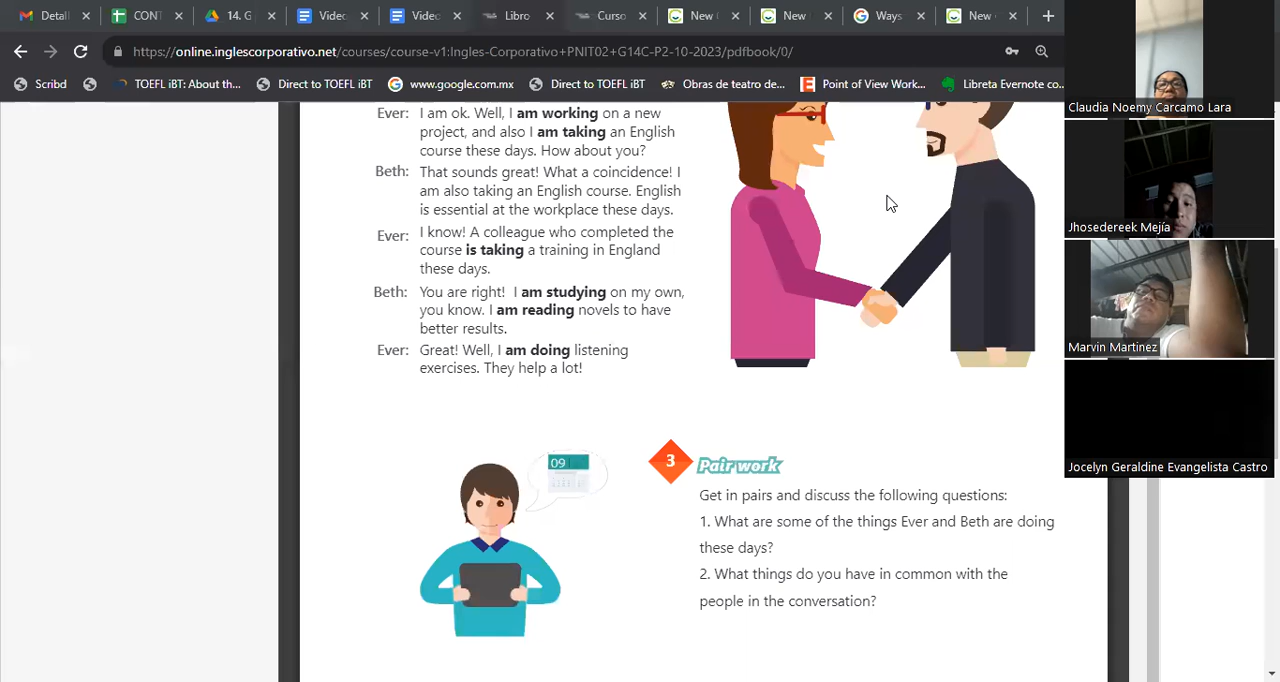 Detall
CONT
14. G
Video
Video
Libro
Curso
New C
New
Ways
New
https://online.inglescorporativo.net/courses/course-v1:Ingles-Corporativo+PNIT02+G14C-P2-10-2023/pdfbook/0/
Scribd
TOEFL iBT: About th...
Direct to TOEFL iBT
www.google.com.mx
Direct to TOEFL iBT
Obras de teatro de...
Point of View Work...
Libreta Evernote co...
Ever: I am ok. Well, I am working on a new
project, and also I am taking an English
course these days. How about you?
Beth: That sounds great! What a coincidence! I
am also taking an English course. English
is essential at the workplace these days.
Ever: I know! A colleague who completed the
course is taking a training in England
these days.
Beth: You are right! I am studying on my own,
you know. I am reading novels to have
better results.
Ever: Great! Well, I am doing listening
exercises. They help a lot!
09
3 Pair work
Get in pairs and discuss the following questions:
1. What are some of the things Ever and Beth are doing
these days?
2. What things do you have in common with the
people in the conversation?
Claudia Noemy Carcamo Lara
Jhosedereek Mejía
Marvin Martinez
Jocelyn Geraldine Evangelista Castro